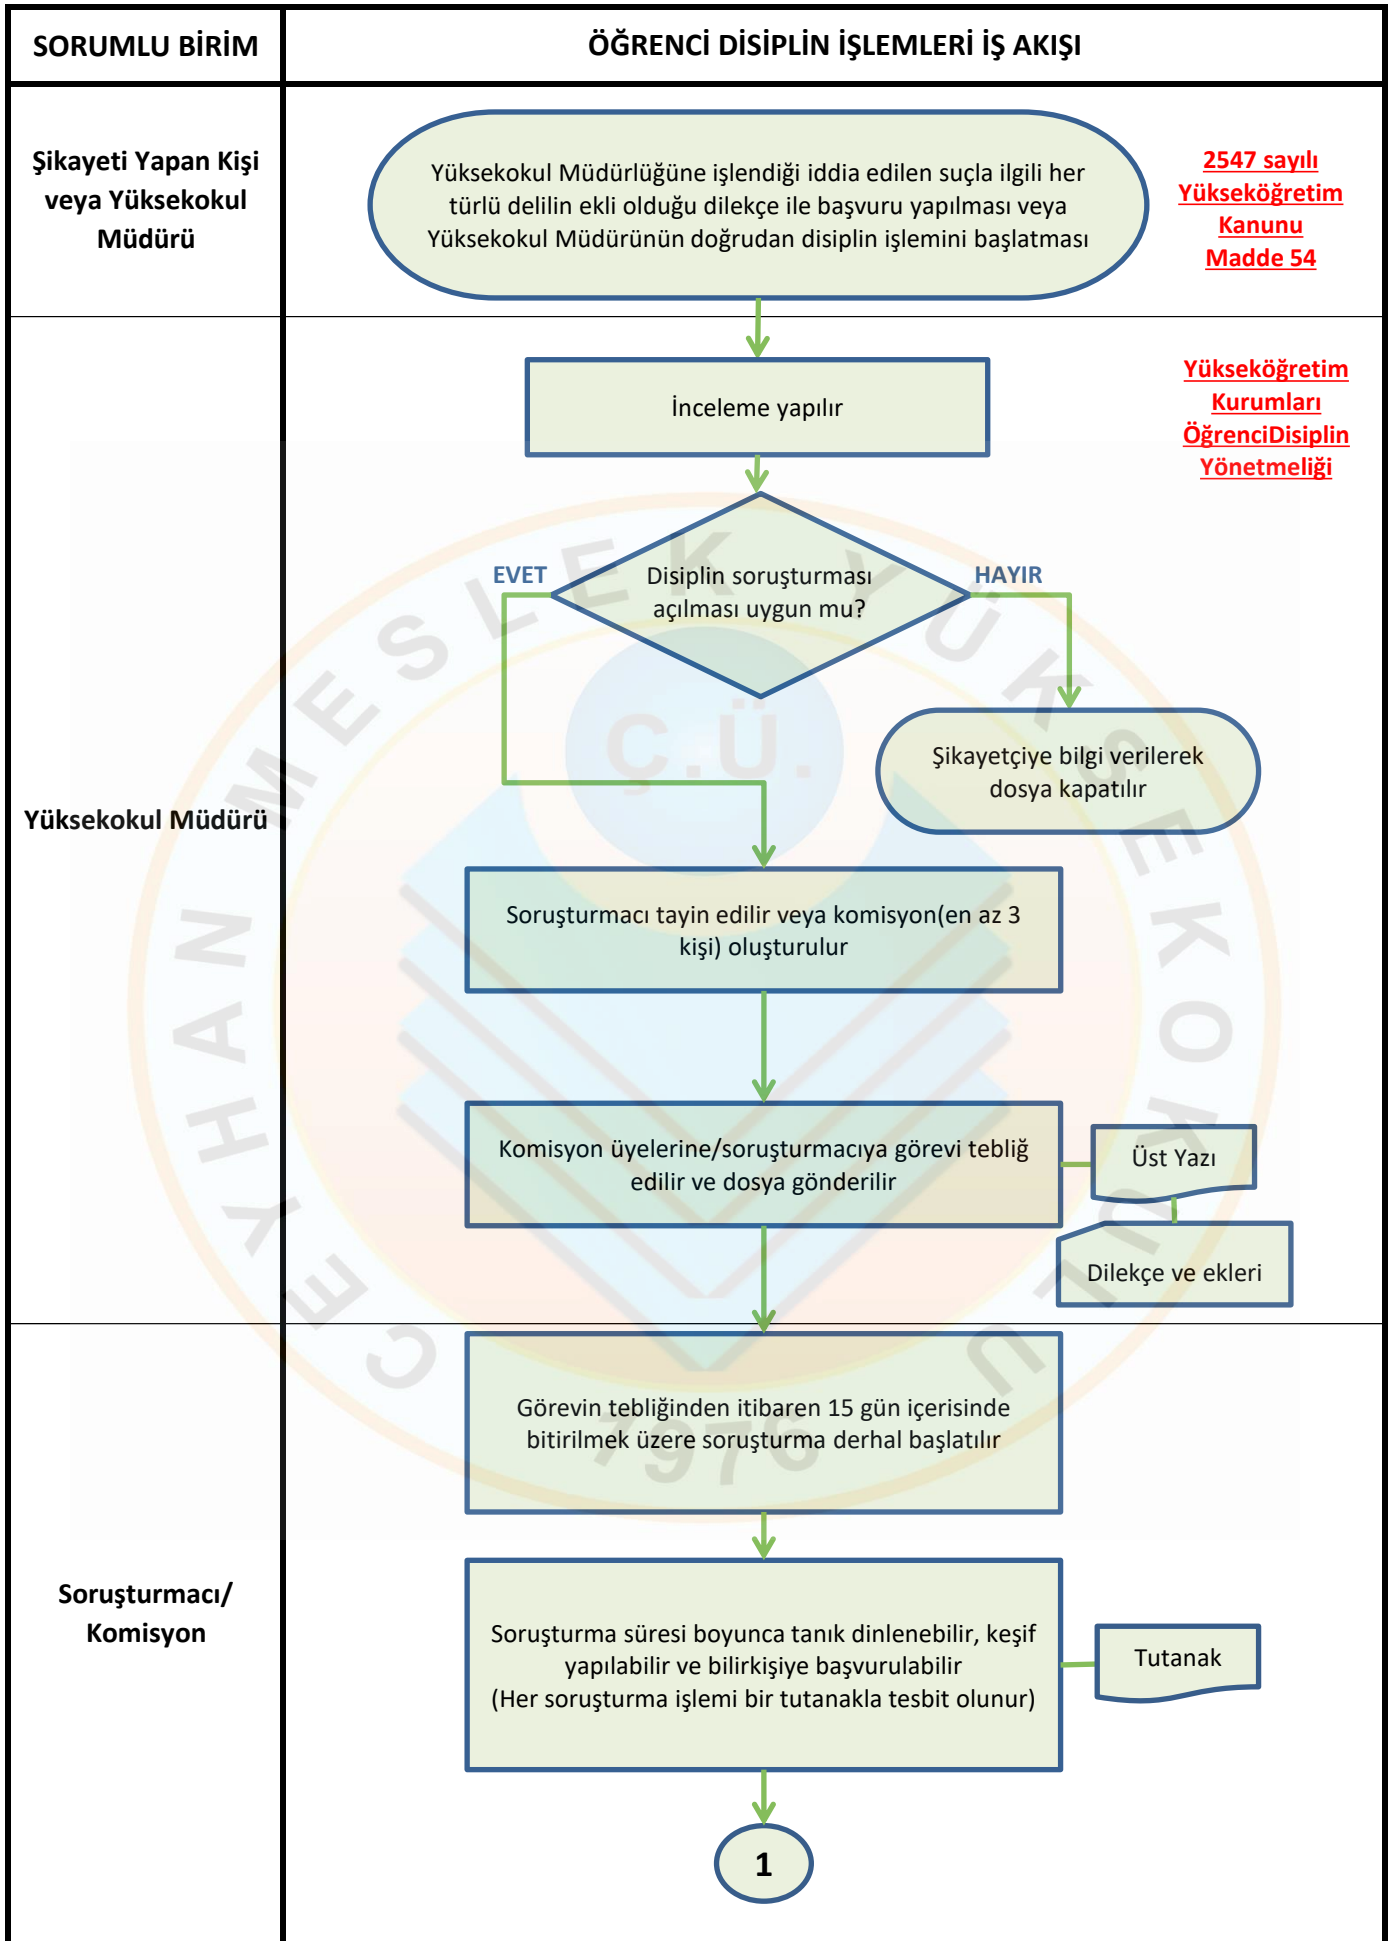 SORUMLU BİRİM
ÖĞRENCİ DİSİPLİN İŞLEMLERİ İŞ AKIŞI
Şikayeti Yapan Kişi
veya Yüksekokul
Müdürü
Yüksekokul Müdürlüğüne işlendiği iddia edilen suçla ilgili her
türlü delilin ekli olduğu dilekçe ile başvuru yapılması veya
Yüksekokul Müdürünün doğrudan disiplin işlemini başlatması
2547 sayılı
Yükseköğretim
Kanunu
Madde 54
Yüksekokul Müdürü
İnceleme yapılır
Yükseköğretim
Kurumları
ÖğrenciDisiplin
Yönetmeliği
EVET
Disiplin soruşturması
açılması uygun mu?
HAYIR
Şikayetçiye bilgi verilerek
dosya kapatılır
Soruşturmacı tayin edilir veya komisyon(en az 3
kişi) oluşturulur
Komisyon üyelerine/soruşturmacıya görevi tebliğ
edilir ve dosya gönderilir
Üst Yazı
Dilekçe ve ekleri
Soruşturmacı/
Komisyon
Görevin tebliğinden itibaren 15 gün içerisinde
bitirilmek üzere soruşturma derhal başlatılır
Soruşturma süresi boyunca tanık dinlenebilir, keşif
yapılabilir ve bilirkişiye başvurulabilir
(Her soruşturma işlemi bir tutanakla tesbit olunur)
Tutanak
1
CEYHAN MESLEK YÜKSEKOKULU
Ç.Ü.
1976